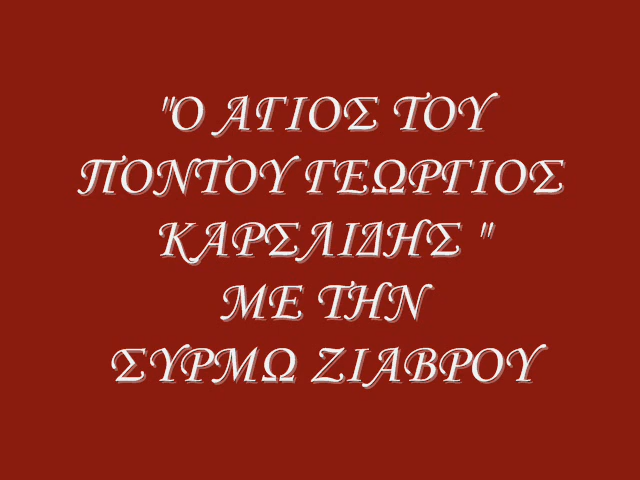 "Ο ΑΓΙΟΣ ΤΟΥ
ΠΟΝΤΟΥ ΓΕΩΡΓΙΟΣ
ΚΑΡΣΛΙΔΗΣ "
ΜΕ ΤΗΝ
ΣΥΡΜΩ ΖΙΑΒΡΟΥ